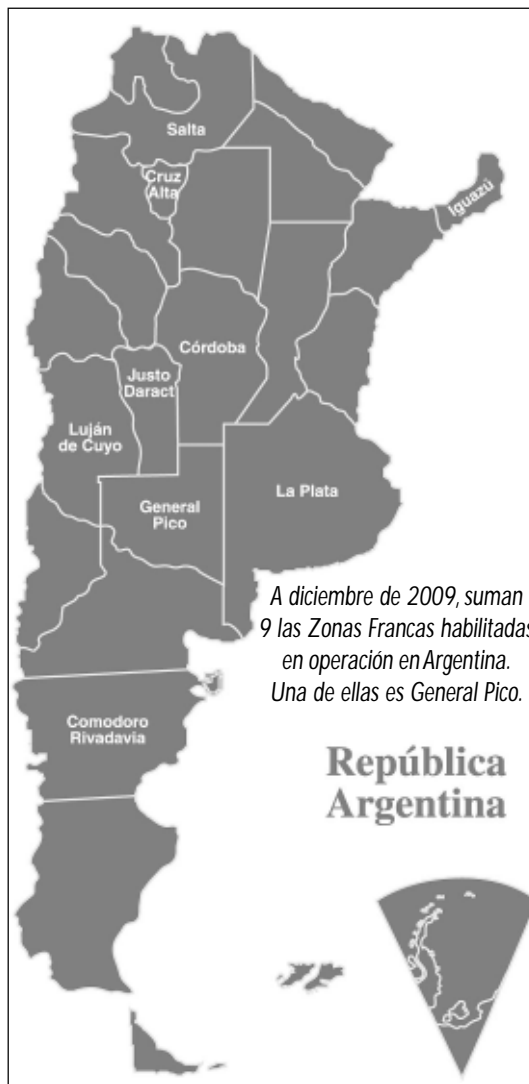 Salta
Cruz
Alta
Iguazú
Córdoba
Justo
Daract
Luján
de Cuyo
La Plata
General
Pico
A diciembre de 2009, suman
9 las Zonas Francas habilitadas
en operación en Argentina.
Una de ellas es General Pico.
Comodoro
Rivadavia
República
Argentina